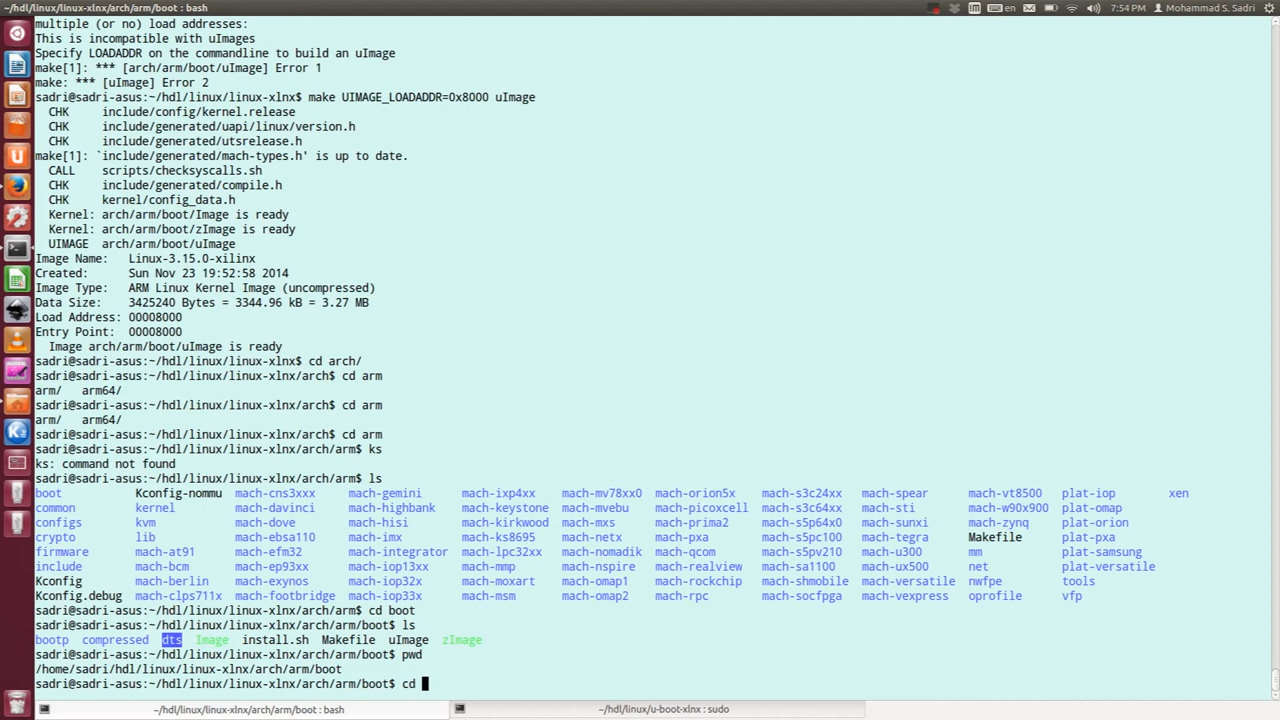 ~/hdl/linux/linux-xlnx/arch/arm/boot : bash
en
7:54 PM
Mohammad S. Sadri
multiple (or no) load addresses:
This is incompatible with uImages
Specify LOADADDR on the commandline to build an uImage
make[1]: *** [arch/arm/boot/uImage] Error 1
make: *** [uImage] Error 2
sadri@sadri-asus:~/hdl/linux/linux-xlnx$ make UIMAGE_LOADADDR=0x8000 uImage
CHK include/config/kernel.release
CHK include/generated/uapi/linux/version.h
CHK include/generated/utsrelease.h
make[1]: `include/generated/mach-types.h' is up to date.
CALL scripts/checksyscalls.sh
CHK include/generated/compile.h
CHK kernel/config_data.h
Kernel: arch/arm/boot/Image is ready
Kernel: arch/arm/boot/zImage is ready
UIMAGE arch/arm/boot/uImage
Image Name: Linux-3.15.0-xilinx
Created: Sun Nov 23 19:52:58 2014
Image Type: ARM Linux Kernel Image (uncompressed)
Data Size: 3425240 Bytes = 3344.96 kB = 3.27 MB
Load Address: 00008000
Entry Point: 00008000
Image arch/arm/boot/uImage is ready
sadri@sadri-asus:~/hdl/linux/linux-xlnx$ cd arch/
sadri@sadri-asus:~/hdl/linux/linux-xlnx/arch$ cd arm
arm/ arm64/
sadri@sadri-asus:~/hdl/linux/linux-xlnx/arch$ cd arm
arm/ arm64/
sadri@sadri-asus:~/hdl/linux/linux-xlnx/arch$ cd arm
sadri@sadri-asus:~/hdl/linux/linux-xlnx/arch/arm$ ks
ks: command not found
sadri@sadri-asus:~/hdl/linux/linux-xlnx/arch/arm$ ls
boot Kconfig-nommu mach-cns3xxx mach-gemini mach-ixp4xx mach-mv78xx0 mach-orion5x mach-s3c24xx mach-spear mach-vt8500 plat-iop xen
common kernel mach-davinci mach-highbank mach-keystone mach-mvebu mach-picoxcell mach-s3c64xx mach-sti mach-w90x900 plat-omap
configs kvm mach-dove mach-hisi mach-kirkwood mach-mxs mach-prima2 mach-s5p64x0 mach-sunxi mach-zynq plat-orion
crypto lib mach-ebsa110 mach-imx mach-ks8695 mach-netx mach-pxa mach-s5pc100 mach-tegra Makefile plat-pxa
firmware mach-at91 mach-efm32 mach-integrator mach-lpc32xx mach-nomadik mach-qcom mach-s5pv210 mach-u300 mm plat-samsung
include mach-bcm mach-ep93xx mach-iop13xx mach-mmp mach-nspire mach-realview mach-sa1100 mach-ux500 net plat-versatile
Kconfig mach-berlin mach-exynos mach-iop32x mach-moxart mach-omap1 mach-rockchip mach-shmobile mach-versatile nwfpe tools
Kconfig.debug mach-clps711x mach-footbridge mach-iop33x mach-msm mach-omap2 mach-rpc mach-socfpga mach-vexpress oprofile vfp
sadri@sadri-asus:~/hdl/linux/linux-xlnx/arch/arm$ cd boot
sadri@sadri-asus:~/hdl/linux/linux-xlnx/arch/arm/boot$ ls
bootp compressed dts Image install.sh Makefile uImage zImage
sadri@sadri-asus:~/hdl/linux/linux-xlnx/arch/arm/boot$ pwd
/home/sadri/hdl/linux/linux-xlnx/arch/arm/boot
sadri@sadri-asus:~/hdl/linux/linux-xlnx/arch/arm/boot$ cd
~/hdl/linux/linux-xlnx/arch/arm/boot : bash
~/hdl/linux/u-boot-xlnx : sudo